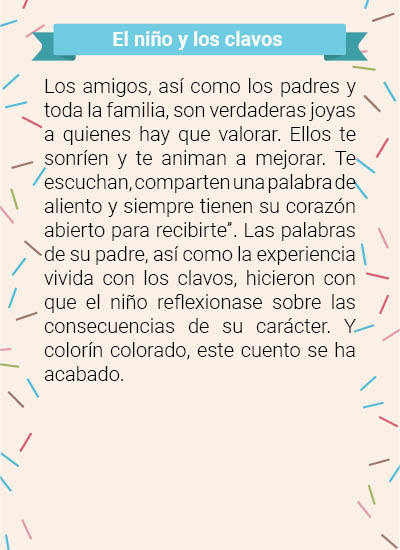 El niño y los clavos
Los amigos, así como los padres y
toda la familia, son verdaderas joyas
a quienes hay que valorar. Ellos te
sonríen y te animan a mejorar. Te
escuchan, comparten una palabra de
aliento y siempre tienen su corazón
abierto para recibirte”. Las palabras
de su padre, así como la experiencia
vivida con los clavos, hicieron con
que el niño reflexionase sobre las
consecuencias de su carácter. Y
colorín colorado, este cuento se ha
acabado.